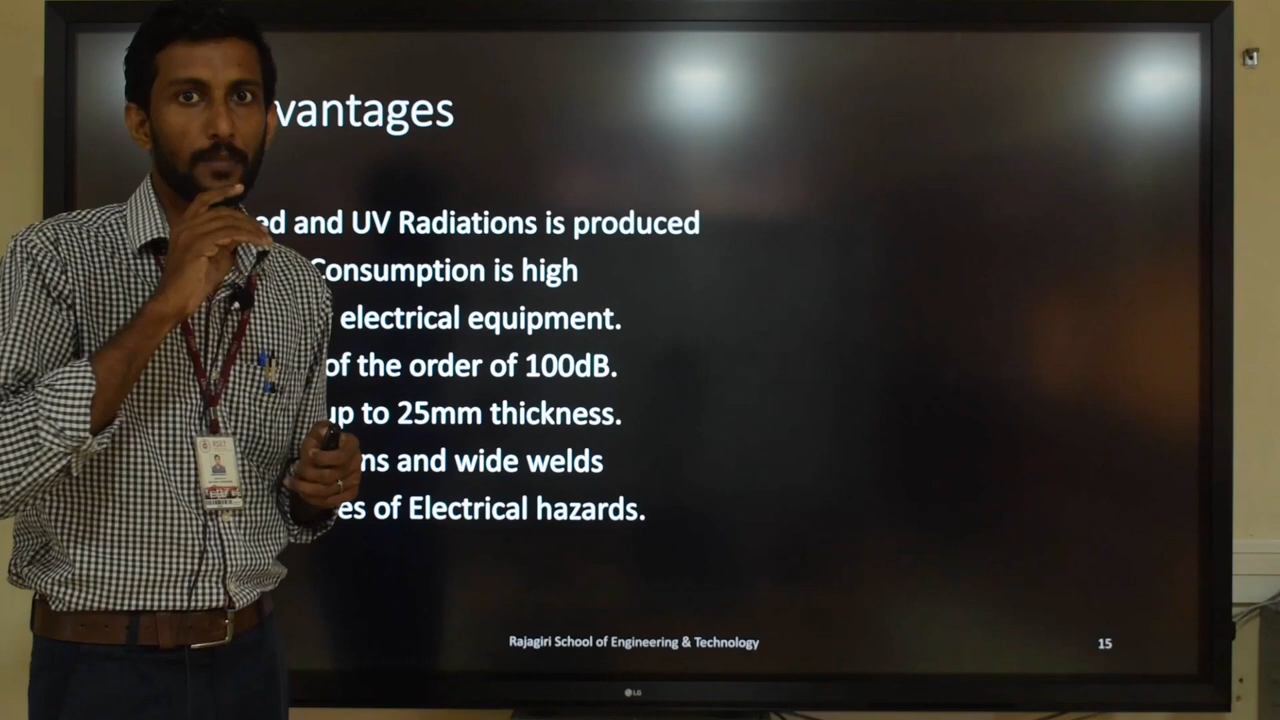 vantages
ed and UV Radiations is produced
Consumption is high
electrical equipment.
of the order of 100dB.
up to 25mm thickness.
ns and wide welds
es of Electrical hazards.
Rajagiri School of Engineering & Technology
15
LG